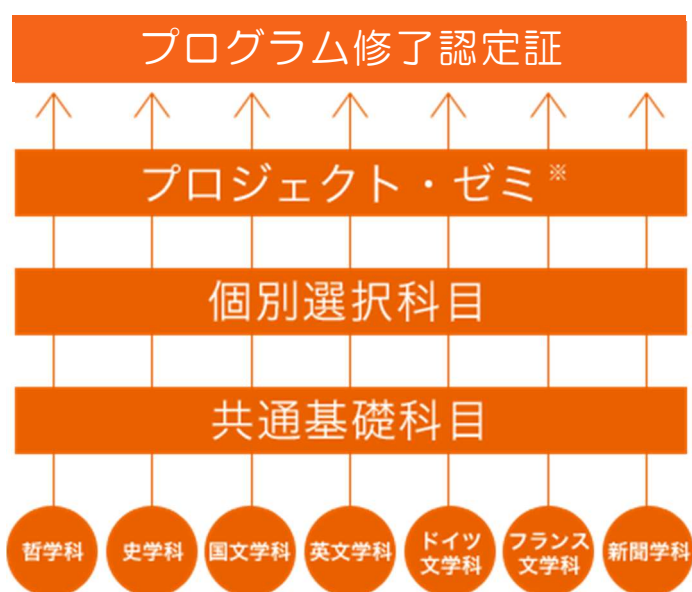 プログラム修了認定証
プロジェクト・ゼミ※
個別選択科目
共通基礎科目
哲学科
史学科
国文学科
英文学科
ドイツ
文学科
フランス
文学科
新聞学科